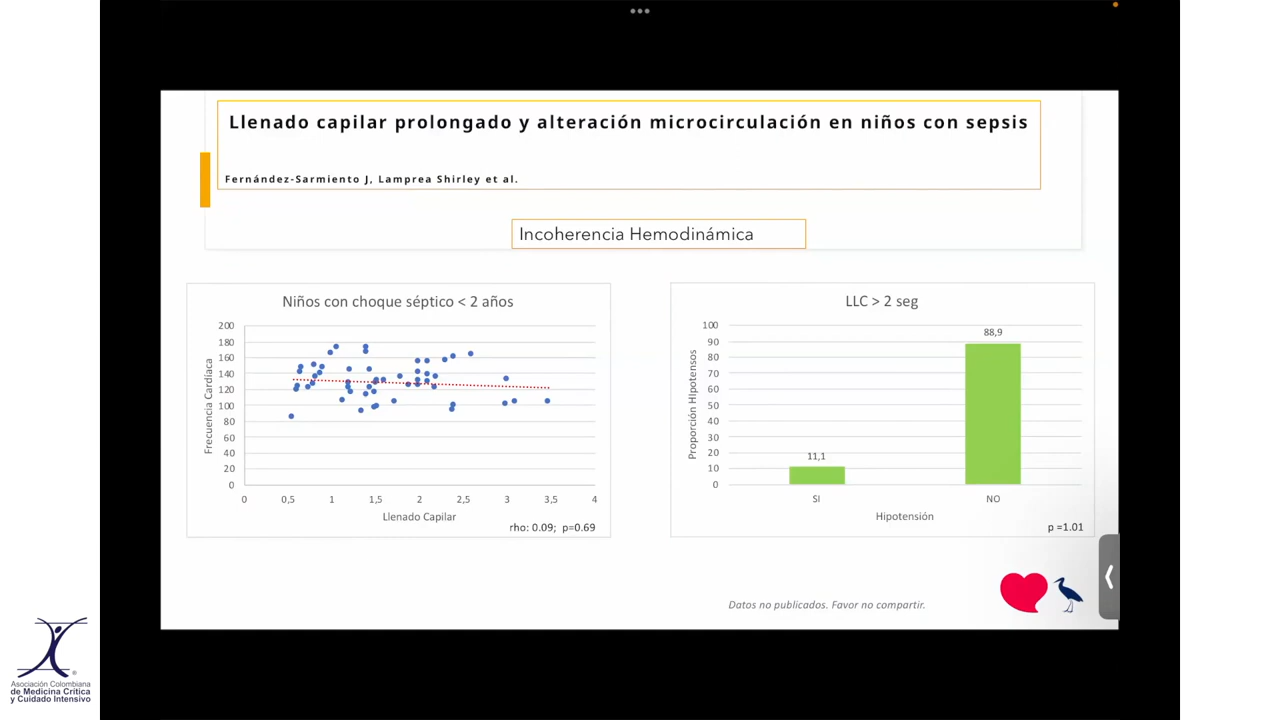 Llenado capilar prolongado y alteración microcirculación en niños con sepsis
Fernández-Sarmiento J, Lamprea Shirley et al.
Incoherencia Hemodinámica
Niños con choque séptico < 2 años
Frecuencia Cardíaca
200
180
160
140
120
100
80
60
40
20
0
0 0,5 1 1,5 2 2,5 3 3,5 4
Llenado Capilar
rho: 0.09; p=0.69
LLC > 2 seg
Proporción Hipotensos
100
90
80
70
60
50
40
30
20
10
0
11,1
88,9
SI NO
Hipotensión
p =1.01
Datos no publicados. Favor no compartir.
Asociación Colombiana
de Medicina Crítica
y Cuidado Intensivo
®